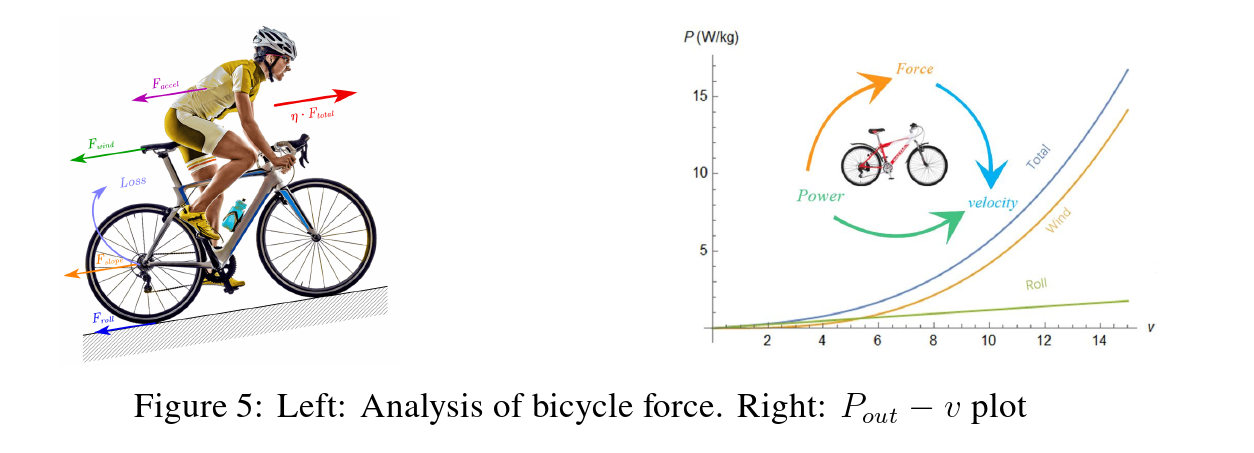 F_accel
η · F_total
F_wind
Loss
F_slope
F_roll
P (W/kg)
15
10
5
2 4 6 8 10 12 14
v
Force
Power
velocity
Total
Wind
Roll
Figure 5: Left: Analysis of bicycle force. Right: P_out − v plot